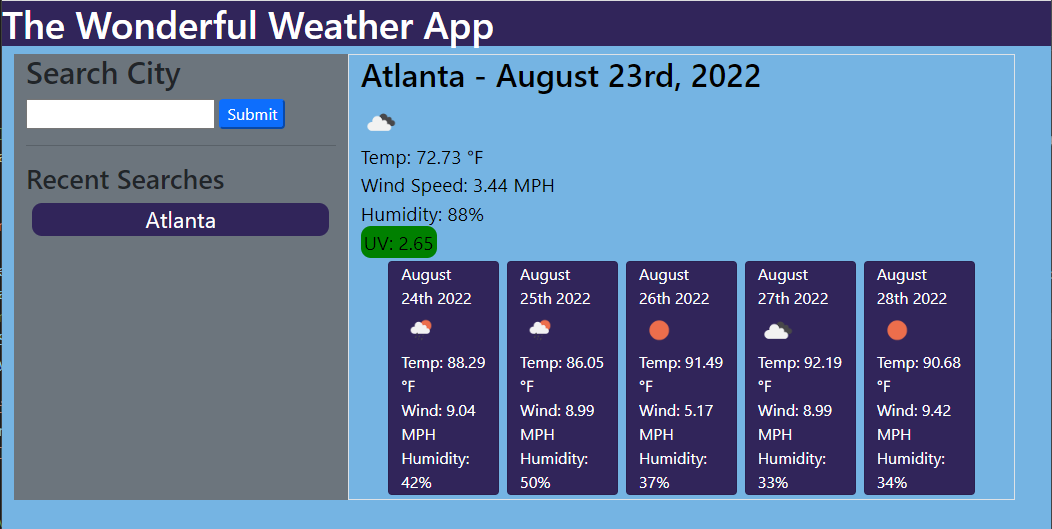 The Wonderful Weather App
Search City
Submit
Recent Searches
Atlanta
Atlanta - August 23rd, 2022
Temp: 72.73 °F
Wind Speed: 3.44 MPH
Humidity: 88%
UV: 2.65
August
24th 2022
Temp: 88.29
°F
Wind: 9.04
MPH
Humidity:
42%
August
25th 2022
Temp: 86.05
°F
Wind: 8.99
MPH
Humidity:
50%
August
26th 2022
Temp: 91.49
°F
Wind: 5.17
MPH
Humidity:
37%
August
27th 2022
Temp: 92.19
°F
Wind: 8.99
MPH
Humidity:
33%
August
28th 2022
Temp: 90.68
°F
Wind: 9.42
MPH
Humidity:
34%